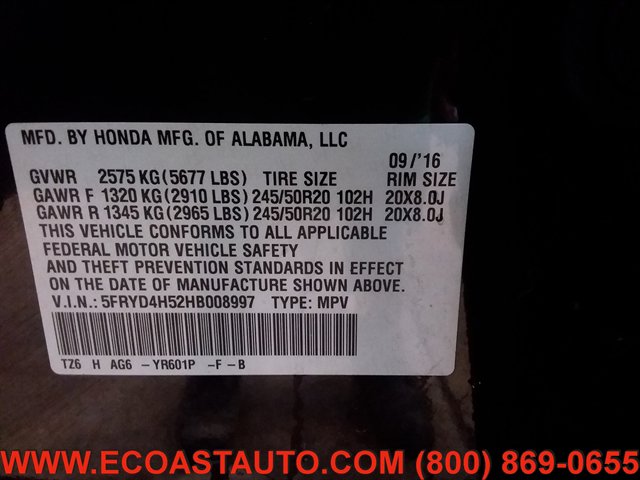 MFD. BY HONDA MFG. OF ALABAMA, LLC
09/'16
GVWR 2575 KG(5677 LBS) TIRE SIZE RIM SIZE
GAWR F 1320 KG(2910 LBS) 245/50R20 102H 20X8.0J
GAWR R 1345 KG(2965 LBS) 245/50R20 102H 20X8.0J
THIS VEHICLE CONFORMS TO ALL APPLICABLE
FEDERAL MOTOR VEHICLE SAFETY
AND THEFT PREVENTION STANDARDS IN EFFECT
ON THE DATE OF MANUFACTURE SHOWN ABOVE.
V.I.N.: 5FRYD4H52HB008997 TYPE: MPV
TZ6 H AG6 -YR601P -F -B
WWW.ECOASTAUTO.COM (800) 869-0655